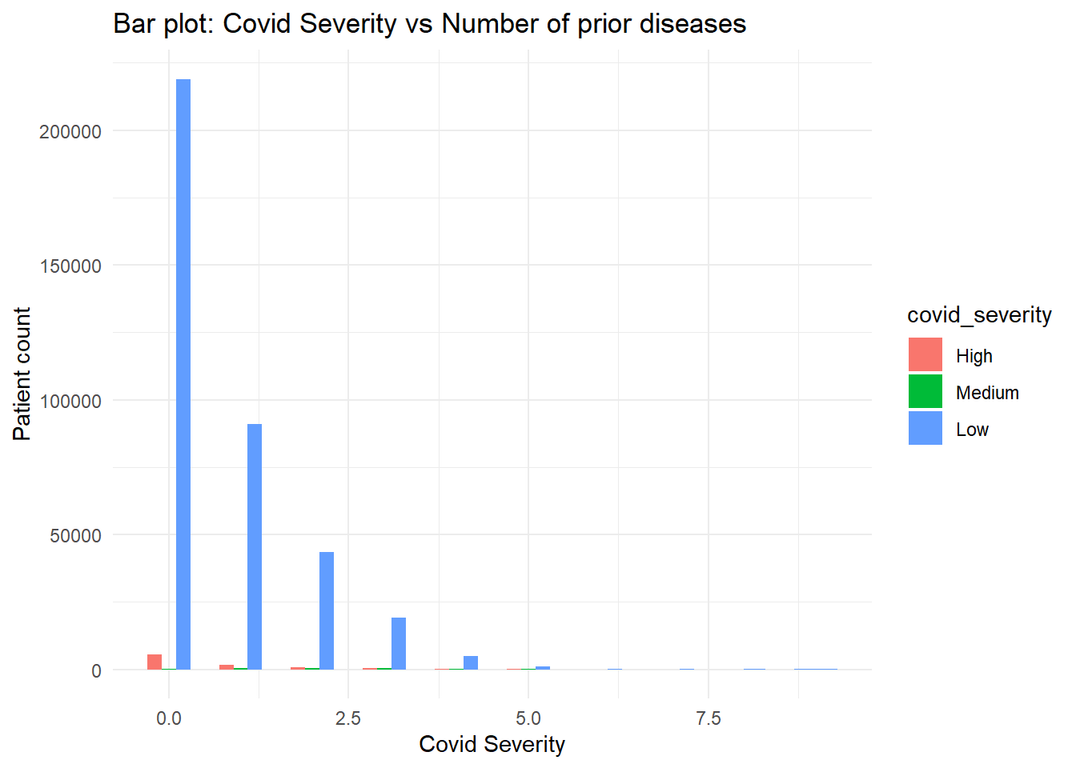 Bar plot: Covid Severity vs Number of prior diseases
200000
150000
100000
50000
0
Patient count
0.0
2.5
5.0
7.5
Covid Severity
covid_severity
High
Medium
Low